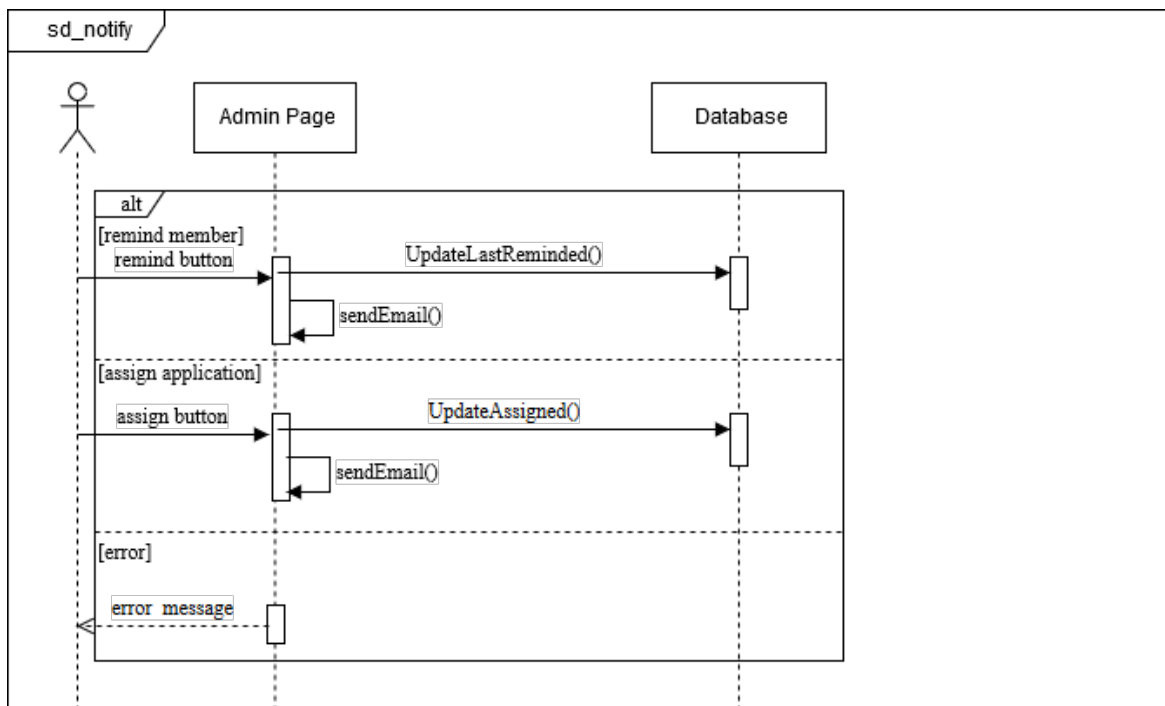 sd_notify
Admin Page
Database
alt
[remind member]
remind button
UpdateLastReminded()
sendEmail()
[assign application]
assign button
UpdateAssigned()
sendEmail()
[error]
error message